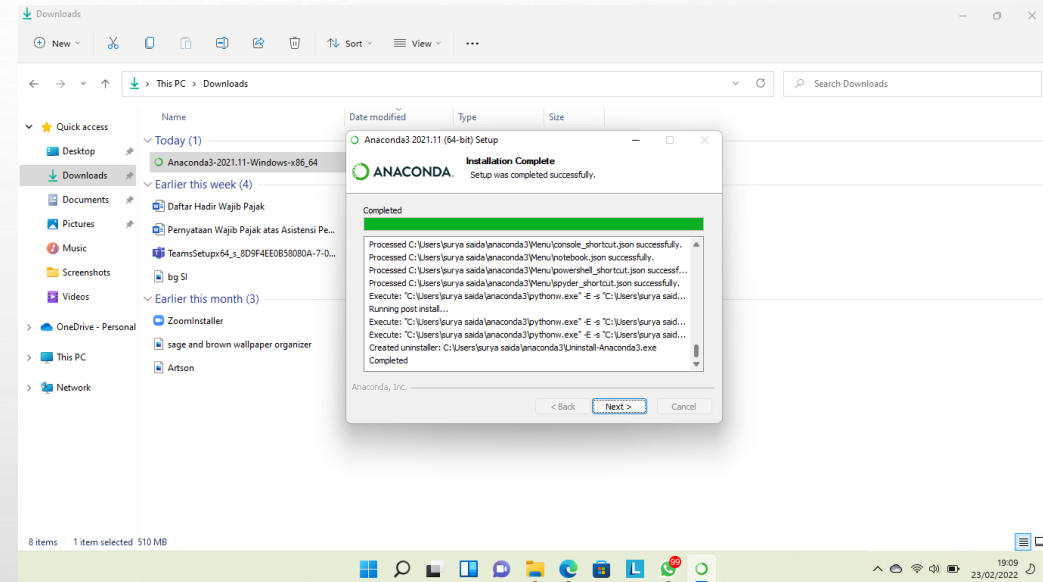 Downloads
New
Sort
View
This PC > Downloads
Search Downloads
Name
Date modified
Type
Size
Quick access
Desktop
Downloads
Documents
Pictures
Music
Screenshots
Videos
OneDrive - Personal
This PC
Network
Today (1)
Anaconda3-2021.11-Windows-x86_64
Earlier this week (4)
Daftar Hadir Wajib Pajak
Pernyataan Wajib Pajak atas Asistensi Pe...
TeamsSetupx64_s_8D9F4EE0B58080A-7-0...
bg SI
Earlier this month (3)
ZoomInstaller
sage and brown wallpaper organizer
Artson
Anaconda3 2021.11 (64-bit) Setup
ANACONDA.
Installation Complete
Setup was completed successfully.
Completed
Processed C:\Users\surya saida\anaconda3\Menu\console_shortcut.json successfully.
Processed C:\Users\surya saida\anaconda3\Menu\notebook.json successfully.
Processed C:\Users\surya saida\anaconda3\Menu\powershell_shortcut.json successf...
Processed C:\Users\surya saida\anaconda3\Menu\spyder_shortcut.json successfully.
Execute: "C:\Users\surya saida\anaconda3\pythonw.exe" -E -s "C:\Users\surya said...
Running post install...
Execute: "C:\Users\surya saida\anaconda3\pythonw.exe" -E -s "C:\Users\surya said...
Execute: "C:\Users\surya saida\anaconda3\pythonw.exe" -E -s "C:\Users\surya said...
Created uninstaller: C:\Users\surya saida\anaconda3\Uninstall-Anaconda3.exe
Completed
Anaconda, Inc.
< Back
Next >
Cancel
8 items
1 item selected 510 MB
L
99
19:09
23/02/2022